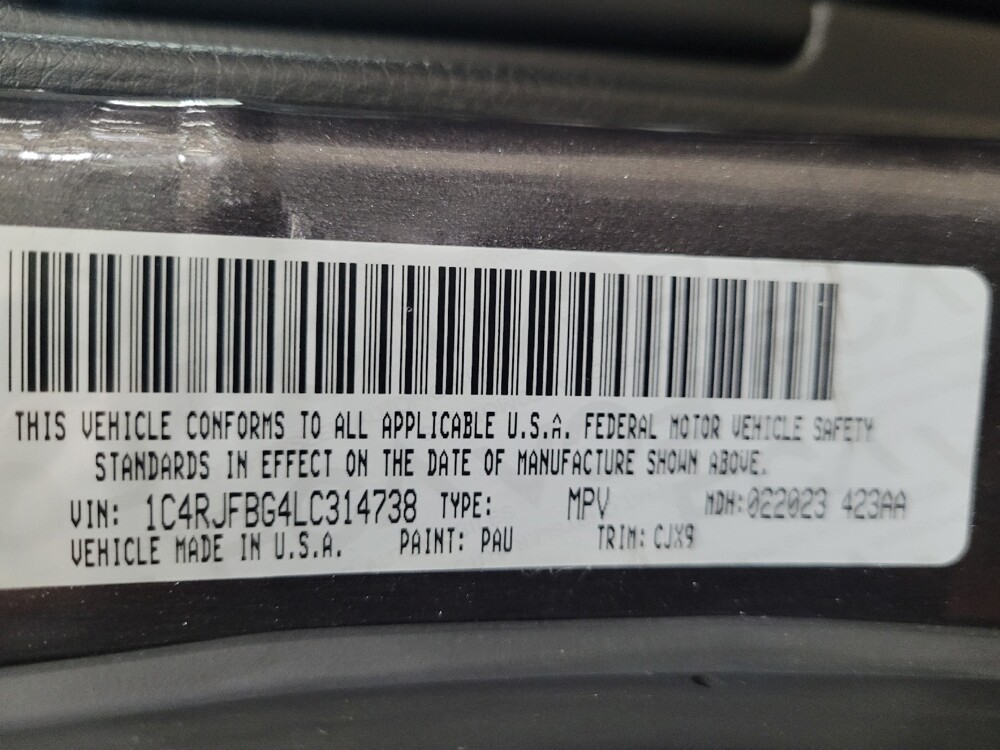 THIS VEHICLE CONFORMS TO ALL APPLICABLE U.S.A. FEDERAL MOTOR VEHICLE SAFETY
STANDARDS IN EFFECT ON THE DATE OF MANUFACTURE SHOWN ABOVE.
VIN: 1C4RJFBG4LC314738 TYPE: MPV MDH:022023 423AA
VEHICLE MADE IN U.S.A. PAINT: PAU TRIM: CJX9